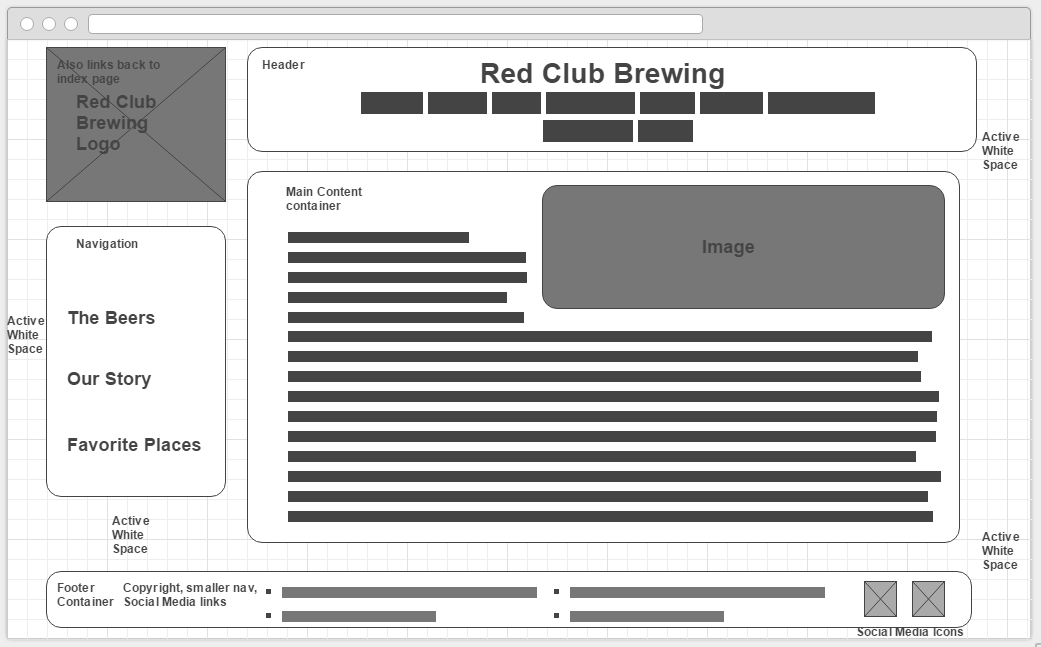 Also links back to
index page
Red Club
Brewing
Logo
Header
Red Club Brewing
Active
White
Space
Main Content
container
Image
Navigation
The Beers
Our Story
Favorite Places
Active
White
Space
Active
White
Space
Active
White
Space
Footer
Container
Copyright, smaller nav,
Social Media links
Social Media Icons